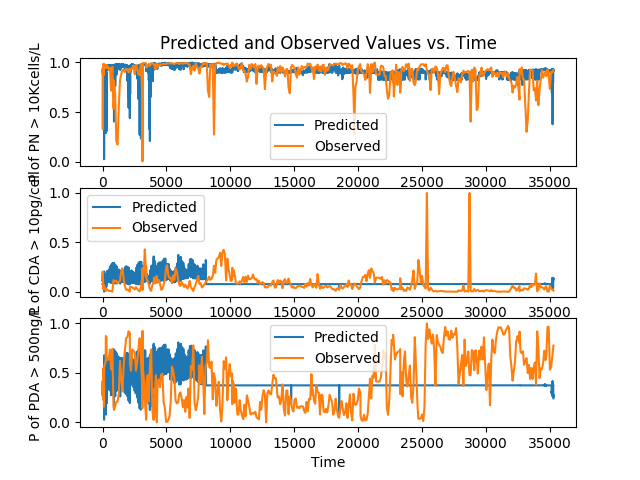 Predicted and Observed Values vs. Time
P of PN > 10Kcells/L
1.0
0.5
0.0
Predicted
Observed
0 5000 10000 15000 20000 25000 30000 35000
P of CDA > 10pg/cell
1.0
0.5
0.0
Predicted
Observed
0 5000 10000 15000 20000 25000 30000 35000
P of PDA > 500ng/L
1.0
0.5
0.0
Predicted
Observed
0 5000 10000 15000 20000 25000 30000 35000
Time